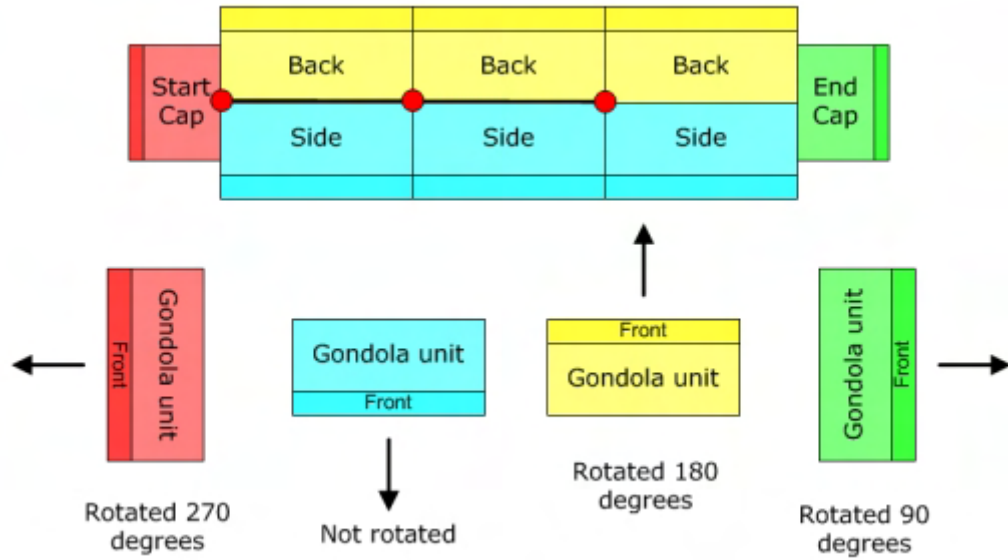 Back
Back
Back
Start
Cap
End
Cap
Side
Side
Side
Front
Gondola unit
Gondola unit
Front
Front
Gondola unit
Gondola unit
Front
Rotated 270
degrees
Not rotated
Rotated 180
degrees
Rotated 90
degrees